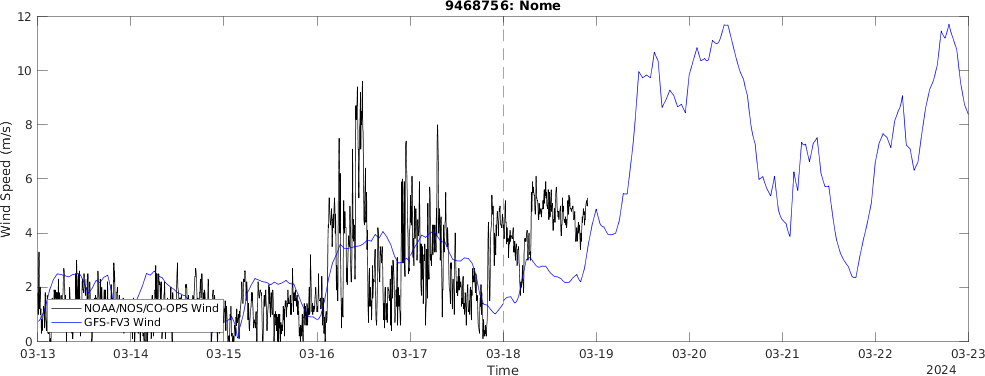 9468756: Nome
Wind Speed (m/s)
12
10
8
6
4
2
0
NOAA/NOS/CO-OPS Wind
GFS-FV3 Wind
03-13 03-14 03-15 03-16 03-17 03-18 03-19 03-20 03-21 03-22 03-23
Time
2024